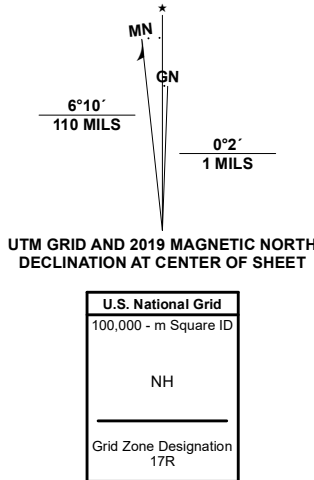 MN
GN
6°10´
110 MILS
0°2´
1 MILS
UTM GRID AND 2019 MAGNETIC NORTH
DECLINATION AT CENTER OF SHEET
U.S. National Grid
100,000 - m Square ID
NH
Grid Zone Designation
17R